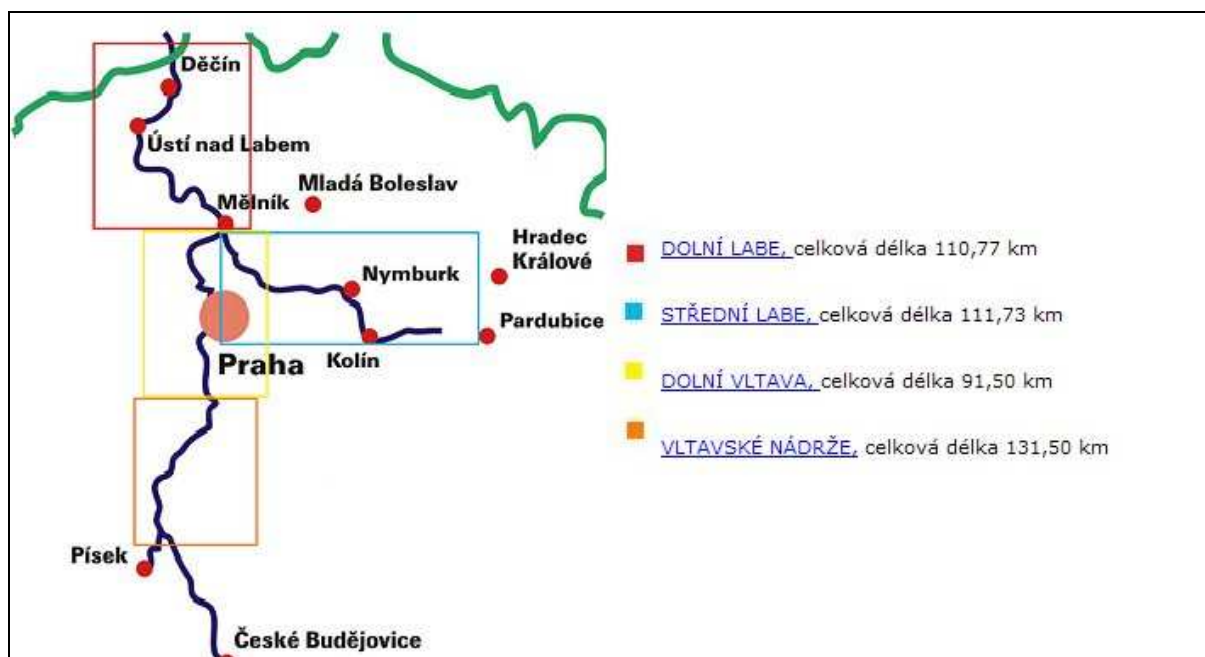 Děčín
Ústí nad Labem
Mělník
Mladá Boleslav
Hradec
Králové
Nymburk
Pardubice
Kolín
Praha
Písek
České Budějovice
DOLNÍ LABE, celková délka 110,77 km
STŘEDNÍ LABE, celková délka 111,73 km
DOLNÍ VLTAVA, celková délka 91,50 km
VLTAVSKÉ NÁDRŽE, celková délka 131,50 km